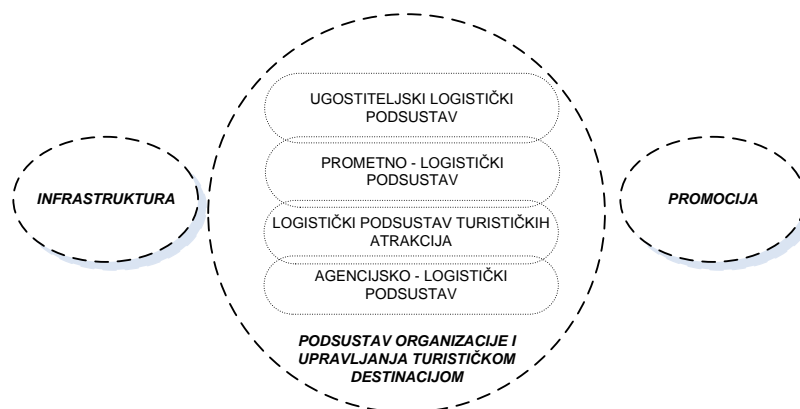 UGOSTITELJSKI LOGISTIČKI
PODSUSTAV
PROMETNO - LOGISTIČKI
PODSUSTAV
INFRASTRUKTURA
PROMOCIJA
LOGISTIČKI PODSUSTAV TURISTIČKIH
ATRAKCIJA
AGENCIJSKO - LOGISTIČKI
PODSUSTAV
PODSUSTAV ORGANIZACIJE I
UPRAVLJANJA TURISTIČKOM
DESTINACIJOM